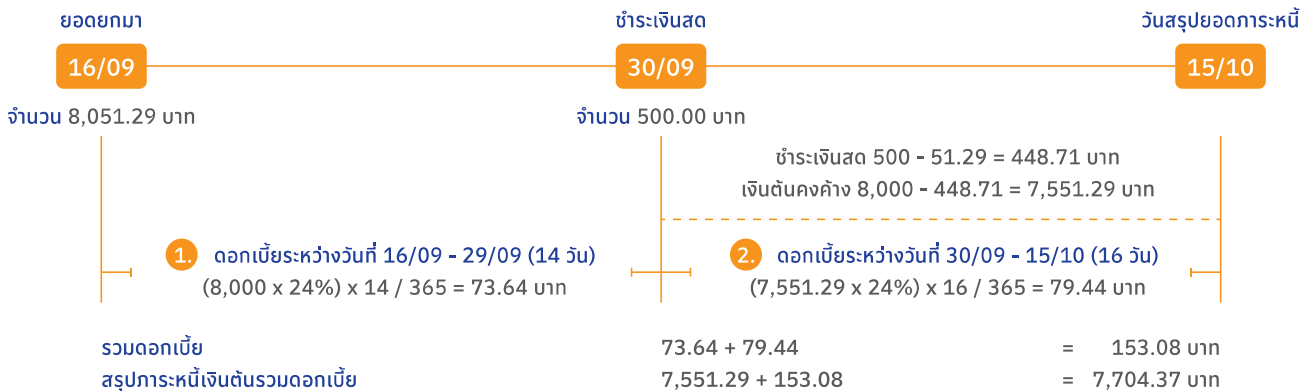 ยอดยกมา ชำระเงินสด วันสรุปยอดภาระหนี้
16/09 30/09 15/10
จำนวน 8,051.29 บาท จำนวน 500.00 บาท
ชำระเงินสด 500 - 51.29 = 448.71 บาท
เงินต้นคงค้าง 8,000 - 448.71 = 7,551.29 บาท
1. ดอกเบี้ยระหว่างวันที่ 16/09 - 29/09 (14 วัน)
(8,000 x 24%) x 14 / 365 = 73.64 บาท
2. ดอกเบี้ยระหว่างวันที่ 30/09 - 15/10 (16 วัน)
(7,551.29 x 24%) x 16 / 365 = 79.44 บาท
รวมดอกเบี้ย 73.64 + 79.44 = 153.08 บาท
สรุปภาระหนี้เงินต้นรวมดอกเบี้ย 7,551.29 + 153.08 = 7,704.37 บาท